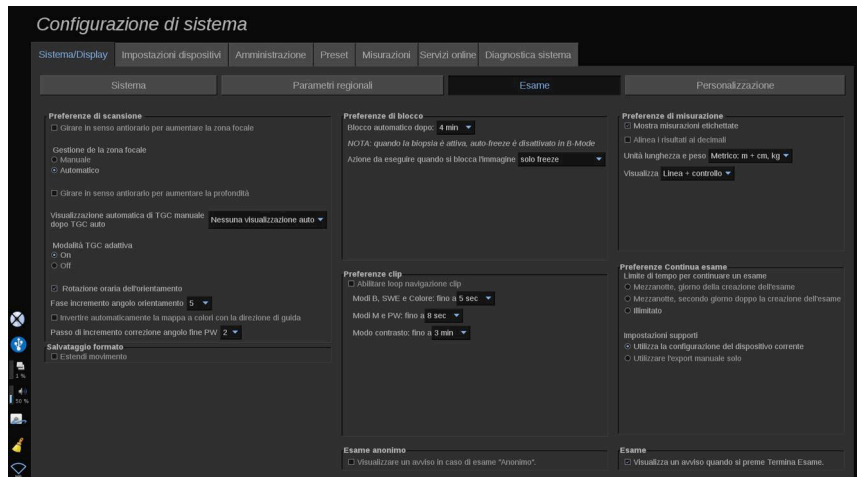 Configurazione di sistema
Sistema/Display
Impostazioni dispositivi
Amministrazione
Preset
Misurazioni
Servizi online
Diagnostica sistema
Sistema
Parametri regionali
Esame
Personalizzazione
Preferenze di scansione
Girare in senso antiorario per aumentare la zona focale
Gestione de la zona focale
Manuale
Automatico
Girare in senso antiorario per aumentare la profondità
Visualizzazione automatica di TGC manuale
dopo TGC auto
Nessuna visualizzazione auto
Modalità TGC adattiva
On
Off
Rotazione oraria dell'orientamento
Fase incremento angolo orientamento 5
Invertire automaticamente la mappa a colori con la direzione di guida
Passo di incremento correzione angolo fine PW 2
Salvataggio formato
Estendi movimento
Preferenze di blocco
Blocco automatico dopo: 4 min
NOTA: quando la biopsia è attiva, auto-freeze è disattivato in B-Mode
Azione da eseguire quando si blocca l'immagine solo freeze
Preferenze clip
Abilitare loop navigazione clip
Modi B, SWE e Colore: fino a 5 sec
Modi M e PW: fino a 8 sec
Modo contrasto: fino a 3 min
Esame anonimo
Visualizzare un avviso in caso di esame "Anonimo".
Preferenze di misurazione
Mostra misurazioni etichettate
Alinea i risultati ai decimali
Unità lunghezza e peso Metrico: m + cm, kg
Visualizza Linea + controllo
Preferenze Continua esame
Limite di tempo per continuare un esame
Mezzanotte, giorno della creazione dell'esame
Mezzanotte, secondo giorno doppo la creazione dell'esame
Illimitato
Impostazioni supporti
Utilizza la configurazione del dispositivo corrente
Utilizzare l'export manuale solo
Esame
Visualizza un avviso quando si preme Termina Esame.
1 %
50 %